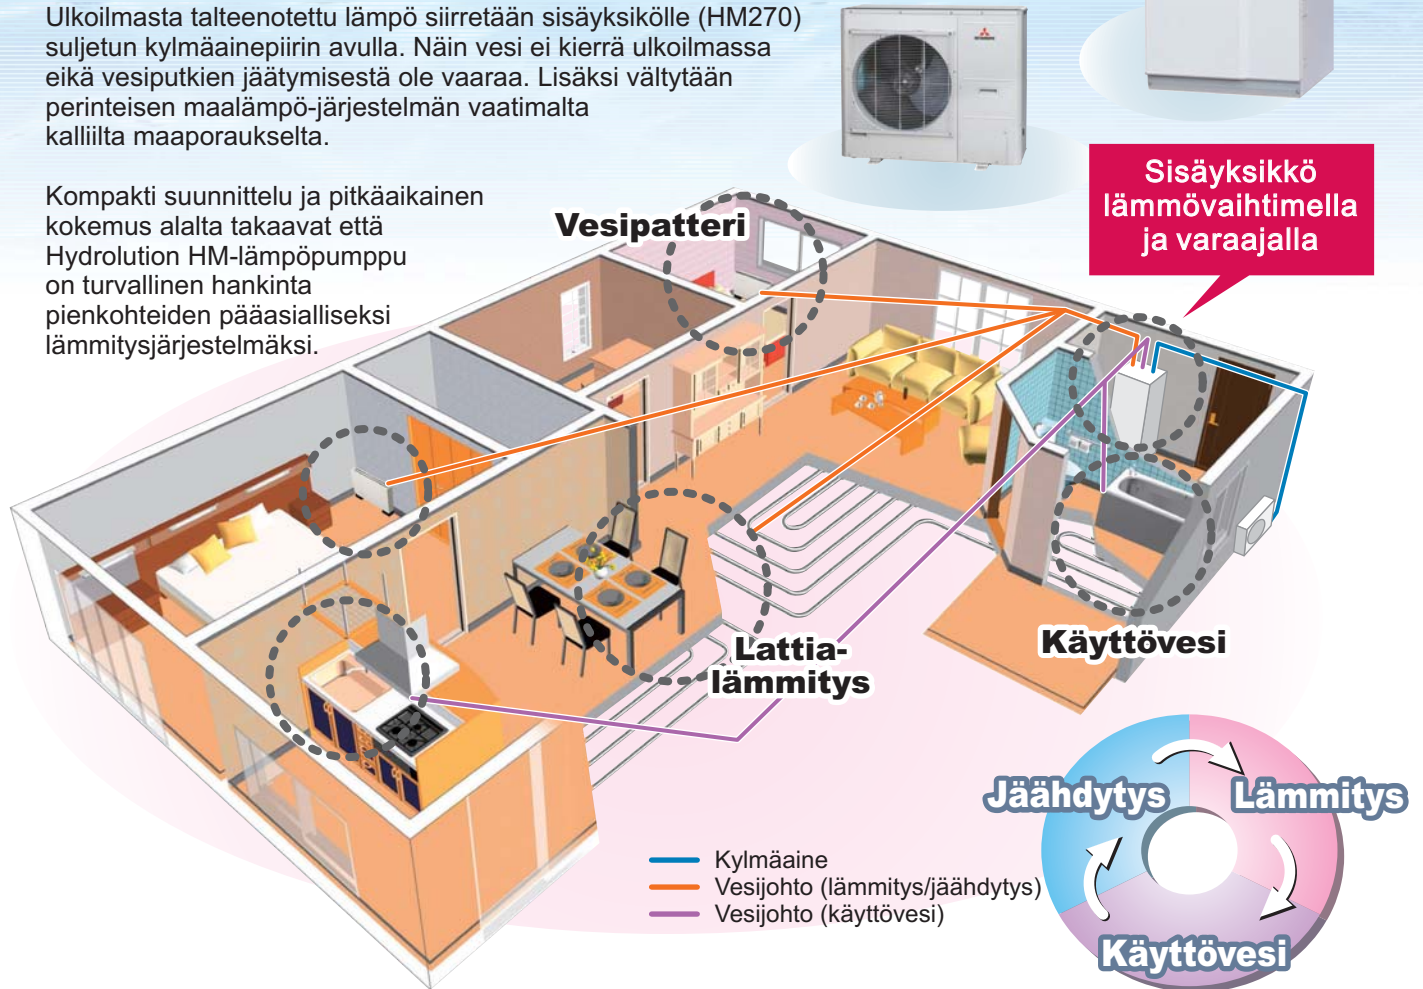 Ulkoilmasta talteenotettu lämpö siirretään sisäyksikölle (HM270)
suljetun kylmäainepiirin avulla. Näin vesi ei kierrä ulkoilmassa
eikä vesiputkien jäätymisestä ole vaaraa. Lisäksi vältytään
perinteisen maalämpö-järjestelmän vaatimalta
kalliilta maaporaukselta.
Kompakti suunnittelu ja pitkäaikainen
kokemus alalta takaavat että
Hydrolution HM-lämpöpumppu
on turvallinen hankinta
pienkohteiden pääasialliseksi
lämmitysjärjestelmäksi.
Sisäyksikkö
lämmövaihtimella
ja varaajalla
Vesipatteri
Lattia-
lämmitys
Käyttövesi
Kylmäaine
Vesijohto (lämmitys/jäähdytys)
Vesijohto (käyttövesi)
Jäähdytys
Lämmitys
Käyttövesi